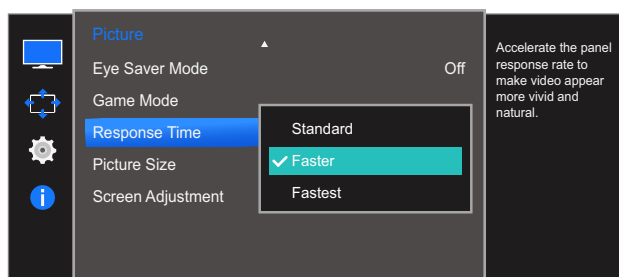 Picture
Eye Saver Mode Off
Game Mode
Response Time
Picture Size
Screen Adjustment
Standard
Faster
Fastest
Accelerate the panel
response rate to
make video appear
more vivid and
natural.